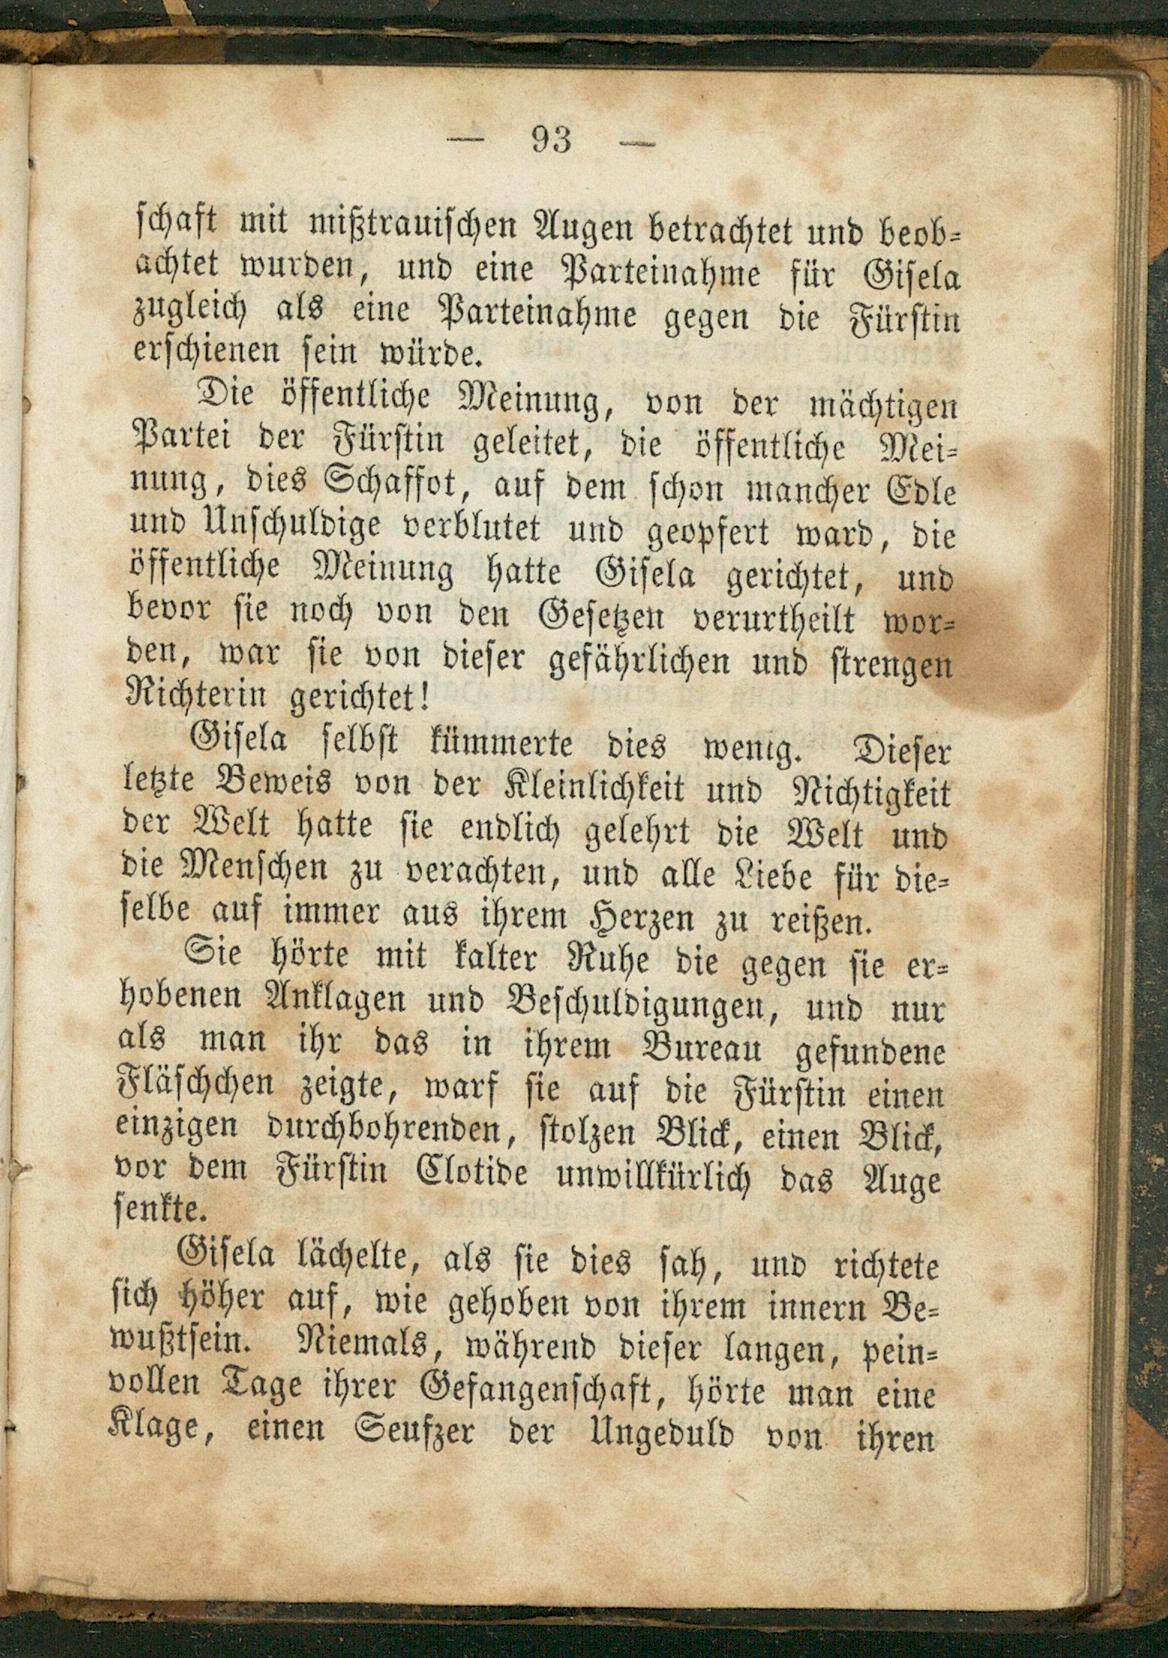 — 93 —
schaft mit mißtrauischen Augen betrachtet und beob-
achtet wurden, und eine Parteinahme für Gisela
zugleich als eine Parteinahme gegen die Fürstin
erschienen sein würde.
Die öffentliche Meinung, von der mächtigen
Partei der Fürstin geleitet, die öffentliche Mei-
nung, dies Schaffot, auf dem schon mancher Edle
und Unschuldige verblutet und geopfert ward, die
öffentliche Meinung hatte Gisela gerichtet, und
bevor sie noch von den Gesetzen verurtheilt wor-
den, war sie von dieser gefährlichen und strengen
Richterin gerichtet!
Gisela selbst kümmerte dies wenig. Dieser
letzte Beweis von der Kleinlichkeit und Nichtigkeit
der Welt hatte sie endlich gelehrt die Welt und
die Menschen zu verachten, und alle Liebe für die-
selbe auf immer aus ihrem Herzen zu reißen.
Sie hörte mit kalter Ruhe die gegen sie er-
hobenen Anklagen und Beschuldigungen, und nur
als man ihr das in ihrem Bureau gefundene
Fläschchen zeigte, warf sie auf die Fürstin einen
einzigen durchbohrenden, stolzen Blick, einen Blick,
vor dem Fürstin Clotide unwillkürlich das Auge
senkte.
Gisela lächelte, als sie dies sah, und richtete
sich höher auf, wie gehoben von ihrem innern Be-
wußtsein. Niemals, während dieser langen, pein-
vollen Tage ihrer Gefangenschaft, hörte man eine
Klage, einen Seufzer der Ungeduld von ihren